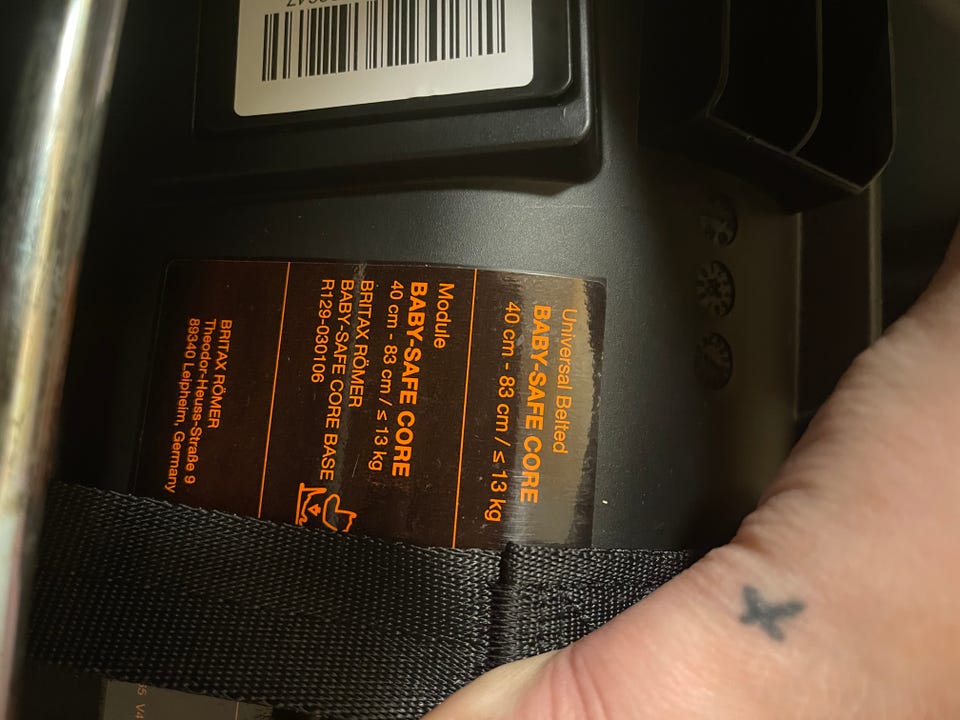 Universal Belted
BABY-SAFE CORE
40 cm - 83 cm / ≤ 13 kg
Module
BABY-SAFE CORE
40 cm - 83 cm / ≤ 13 kg
BRITAX RÖMER
BABY-SAFE CORE BASE
R129-030106
BRITAX RÖMER
Theodor-Heuss-Straße 9
89340 Leipheim, Germany